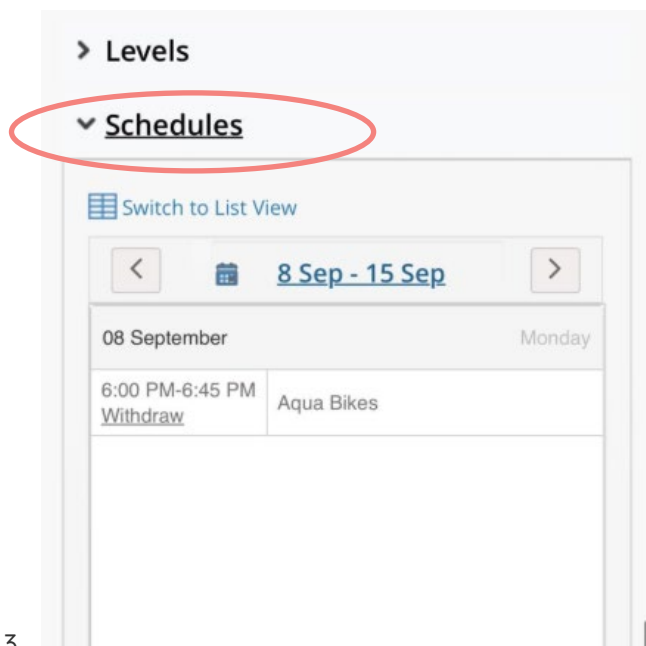 Levels
Schedules
Switch to List View
8 Sep - 15 Sep
08 September Monday
6:00 PM-6:45 PM Aqua Bikes
Withdraw
3